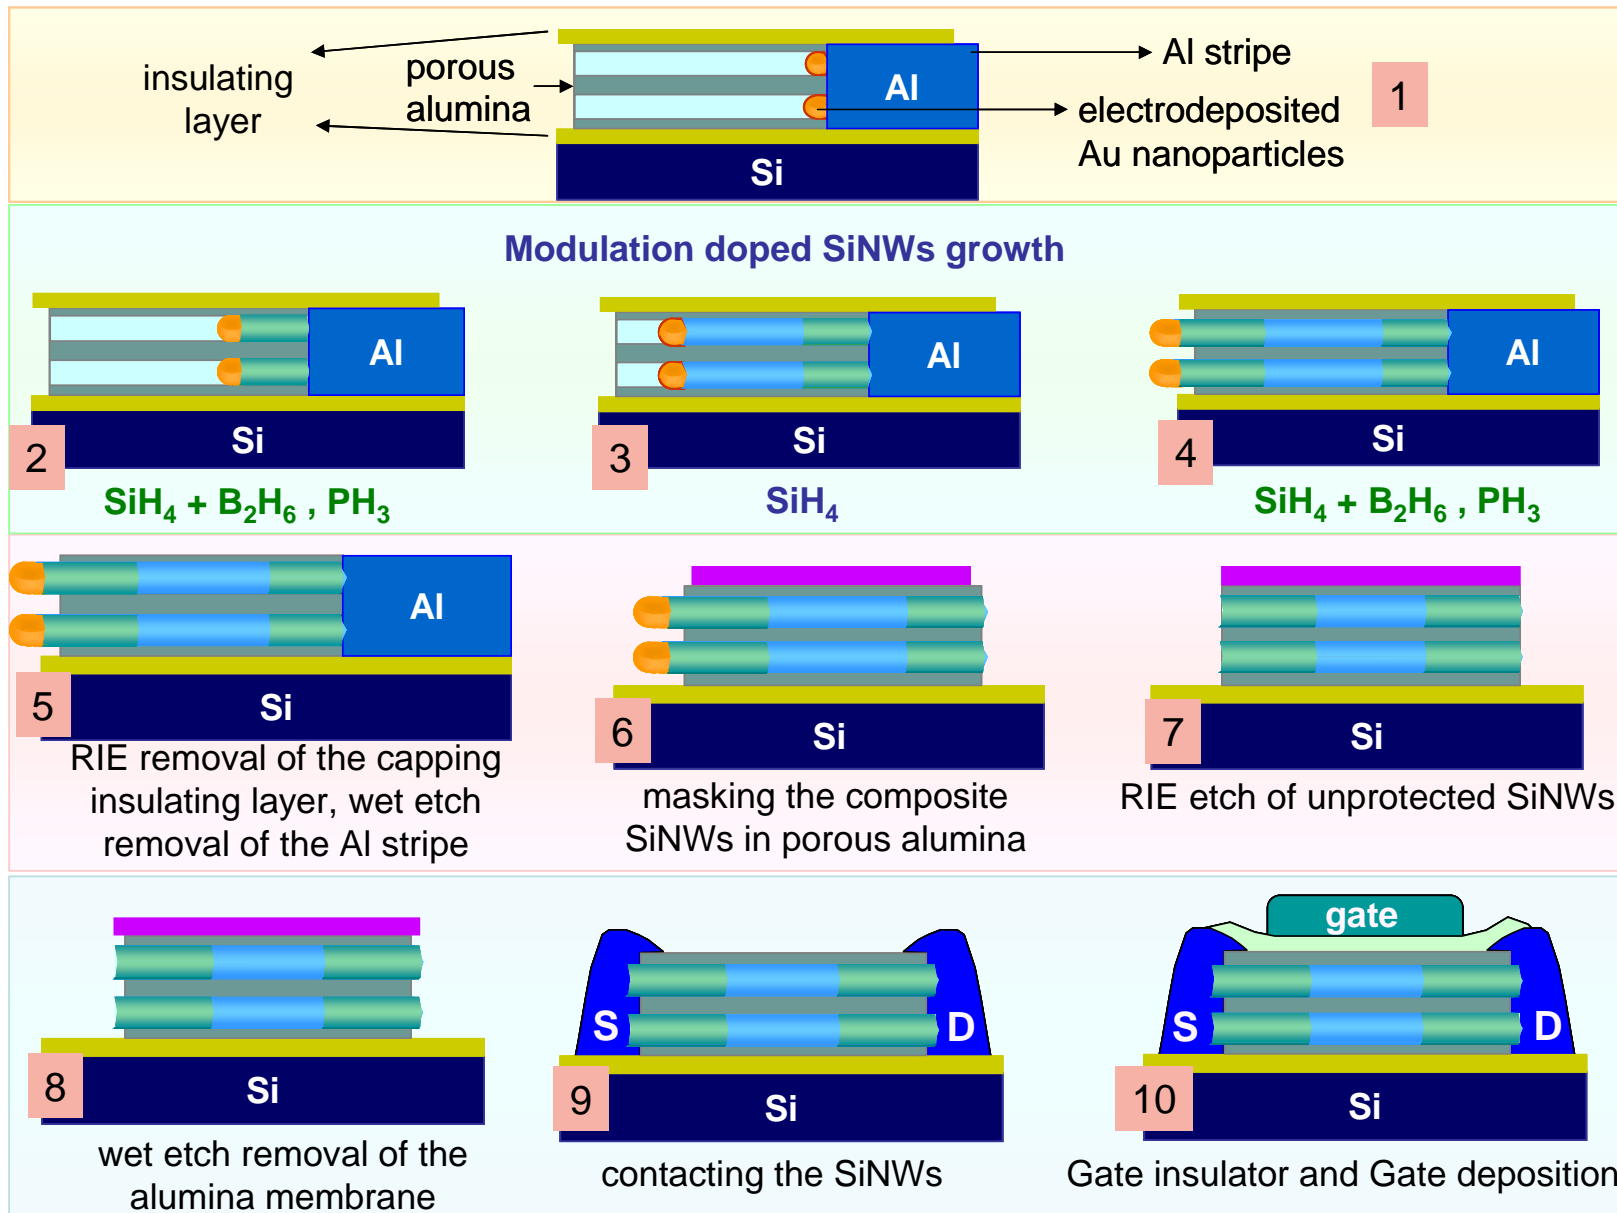 insulating
layer
porous
alumina
Al
Al stripe
electrodeposited
Au nanoparticles
1
Si
Modulation doped SiNWs growth
Al
Si
2
SiH₄ + B₂H₆ , PH₃
Al
Si
3
SiH₄
Al
Si
4
SiH₄ + B₂H₆ , PH₃
Al
Si
5
RIE removal of the capping
insulating layer, wet etch
removal of the Al stripe
Si
6
masking the composite
SiNWs in porous alumina
Si
7
RIE etch of unprotected SiNWs
Si
8
wet etch removal of the
alumina membrane
S
D
Si
9
contacting the SiNWs
gate
S
D
Si
10
Gate insulator and Gate deposition